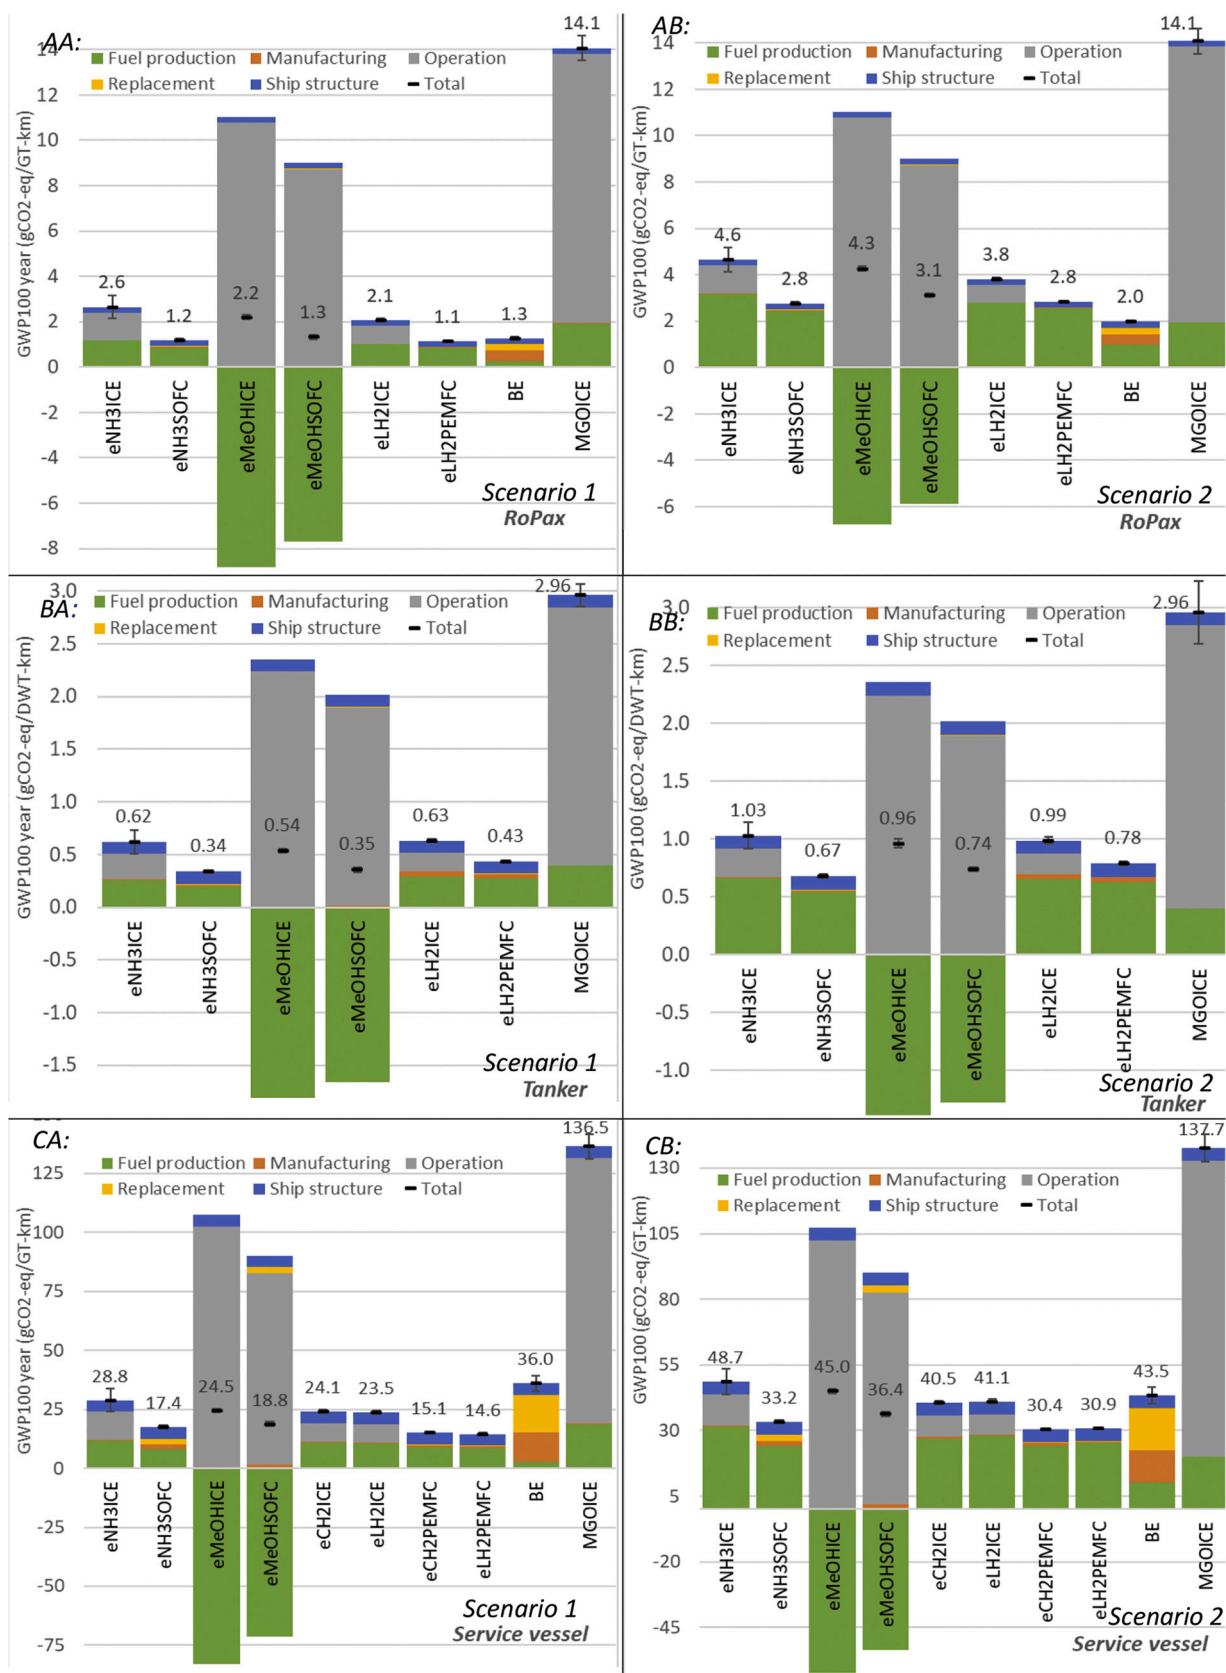 AA:
14.1
Fuel production Manufacturing Operation
Replacement Ship structure Total
GWP100 year (gCO2-eq/GT-km)
14
12
10
8
6
4
2
0
-2
-4
-6
-8
2.6
1.2
2.2
1.3
2.1
1.1
1.3
eNH3ICE
eNH3SOFC
eMeOHICE
eMeOHSOFC
eLH2ICE
eLH2PEMFC
BE
MGOICE
Scenario 1
RoPax
AB:
14.1
Fuel production Manufacturing Operation
Replacement Ship structure Total
GWP100 (gCO2-eq/GT-km)
14
12
10
8
6
4
2
0
-2
-4
-6
4.6
2.8
4.3
3.1
3.8
2.8
2.0
eNH3ICE
eNH3SOFC
eMeOHICE
eMeOHSOFC
eLH2ICE
eLH2PEMFC
BE
MGOICE
Scenario 2
RoPax
BA:
2.96
Fuel production Manufacturing Operation
Replacement Ship structure Total
GWP100 year (gCO2-eq/DWT-km)
3.0
2.5
2.0
1.5
1.0
0.5
0.0
-0.5
-1.0
-1.5
0.62
0.34
0.54
0.35
0.63
0.43
eNH3ICE
eNH3SOFC
eMeOHICE
eMeOHSOFC
eLH2ICE
eLH2PEMFC
MGOICE
Scenario 1
Tanker
BB:
2.96
Fuel production Manufacturing Operation
Replacement Ship structure Total
GWP100 (gCO2-eq/DWT-km)
3.0
2.5
2.0
1.5
1.0
0.5
0.0
-0.5
-1.0
1.03
0.67
0.96
0.74
0.99
0.78
eNH3ICE
eNH3SOFC
eMeOHICE
eMeOHSOFC
eLH2ICE
eLH2PEMFC
MGOICE
Scenario 2
Tanker
CA:
136.5
Fuel production Manufacturing Operation
Replacement Ship structure Total
GWP100 year (gCO2-eq/GT-km)
125
100
75
50
25
0
-25
-50
-75
28.8
17.4
24.5
18.8
24.1
23.5
15.1
14.6
36.0
eNH3ICE
eNH3SOFC
eMeOHICE
eMeOHSOFC
eCH2ICE
eLH2ICE
eCH2PEMFC
eLH2PEMFC
BE
MGOICE
Scenario 1
Service vessel
CB:
137.7
Fuel production Manufacturing Operation
Replacement Ship structure Total
GWP100 (gCO2-eq/GT-km)
130
105
80
55
30
5
-20
-45
48.7
33.2
45.0
36.4
40.5
41.1
30.4
30.9
43.5
eNH3ICE
eNH3SOFC
eMeOHICE
eMeOHSOFC
eCH2ICE
eLH2ICE
eCH2PEMFC
eLH2PEMFC
BE
MGOICE
Scenario 2
Service vessel